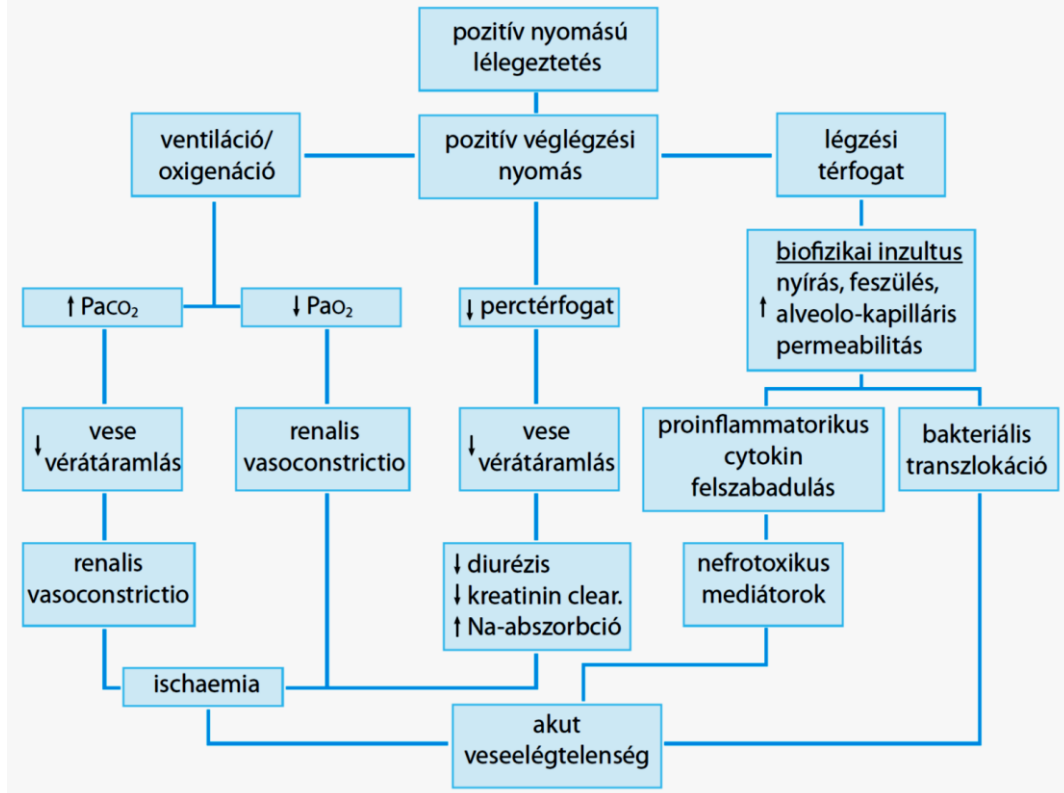 pozitív nyomású
lélegeztetés
ventiláció/
oxigenáció
pozitív véglégzési
nyomás
légzési
térfogat
biofizikai inzultus
nyírás, feszülés,
↑ alveolo-kapilláris
permeabilitás
↑ PaCO₂
↓ PaO₂
↓ perctérfogat
↓ vese
vérátáramlás
renalis
vasoconstrictio
↓ vese
vérátáramlás
proinflammatorikus
cytokin
felszabadulás
bakteriális
transzlokáció
renalis
vasoconstrictio
↓ diurézis
↓ kreatinin clear.
↑ Na-abszorbció
nefrotoxikus
mediátorok
ischaemia
akut
veseelégtelenség